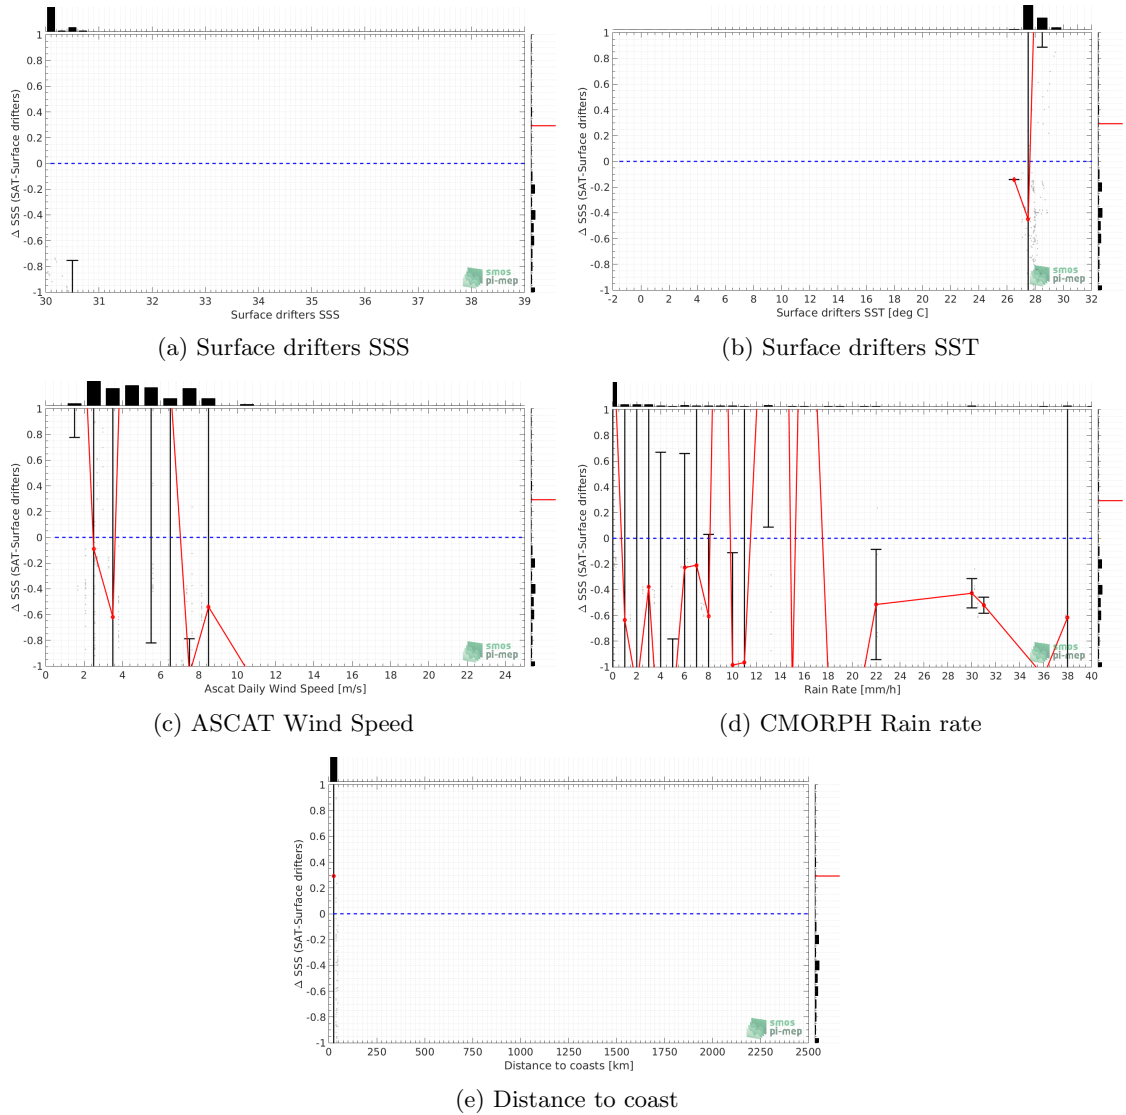 1
0.8
0.6
0.4
0.2
0
-0.2
-0.4
-0.6
-0.8
-1
Δ SSS (SAT-Surface drifters)
30 31 32 33 34 35 36 37 38 39
Surface drifters SSS
smos
pi-mep
(a) Surface drifters SSS
1
0.8
0.6
0.4
0.2
0
-0.2
-0.4
-0.6
-0.8
-1
Δ SSS (SAT-Surface drifters)
-2 0 2 4 6 8 10 12 14 16 18 20 22 24 26 28 30 32
Surface drifters SST [deg C]
smos
pi-mep
(b) Surface drifters SST
1
0.8
0.6
0.4
0.2
0
-0.2
-0.4
-0.6
-0.8
-1
Δ SSS (SAT-Surface drifters)
0 2 4 6 8 10 12 14 16 18 20 22 24
Ascat Daily Wind Speed [m/s]
smos
pi-mep
(c) ASCAT Wind Speed
1
0.8
0.6
0.4
0.2
0
-0.2
-0.4
-0.6
-0.8
-1
Δ SSS (SAT-Surface drifters)
0 2 4 6 8 10 12 14 16 18 20 22 24 26 28 30 32 34 36 38 40
Rain Rate [mm/h]
smos
pi-mep
(d) CMORPH Rain rate
1
0.8
0.6
0.4
0.2
0
-0.2
-0.4
-0.6
-0.8
-1
Δ SSS (SAT-Surface drifters)
0 250 500 750 1000 1250 1500 1750 2000 2250 2500
Distance to coasts [km]
smos
pi-mep
(e) Distance to coast